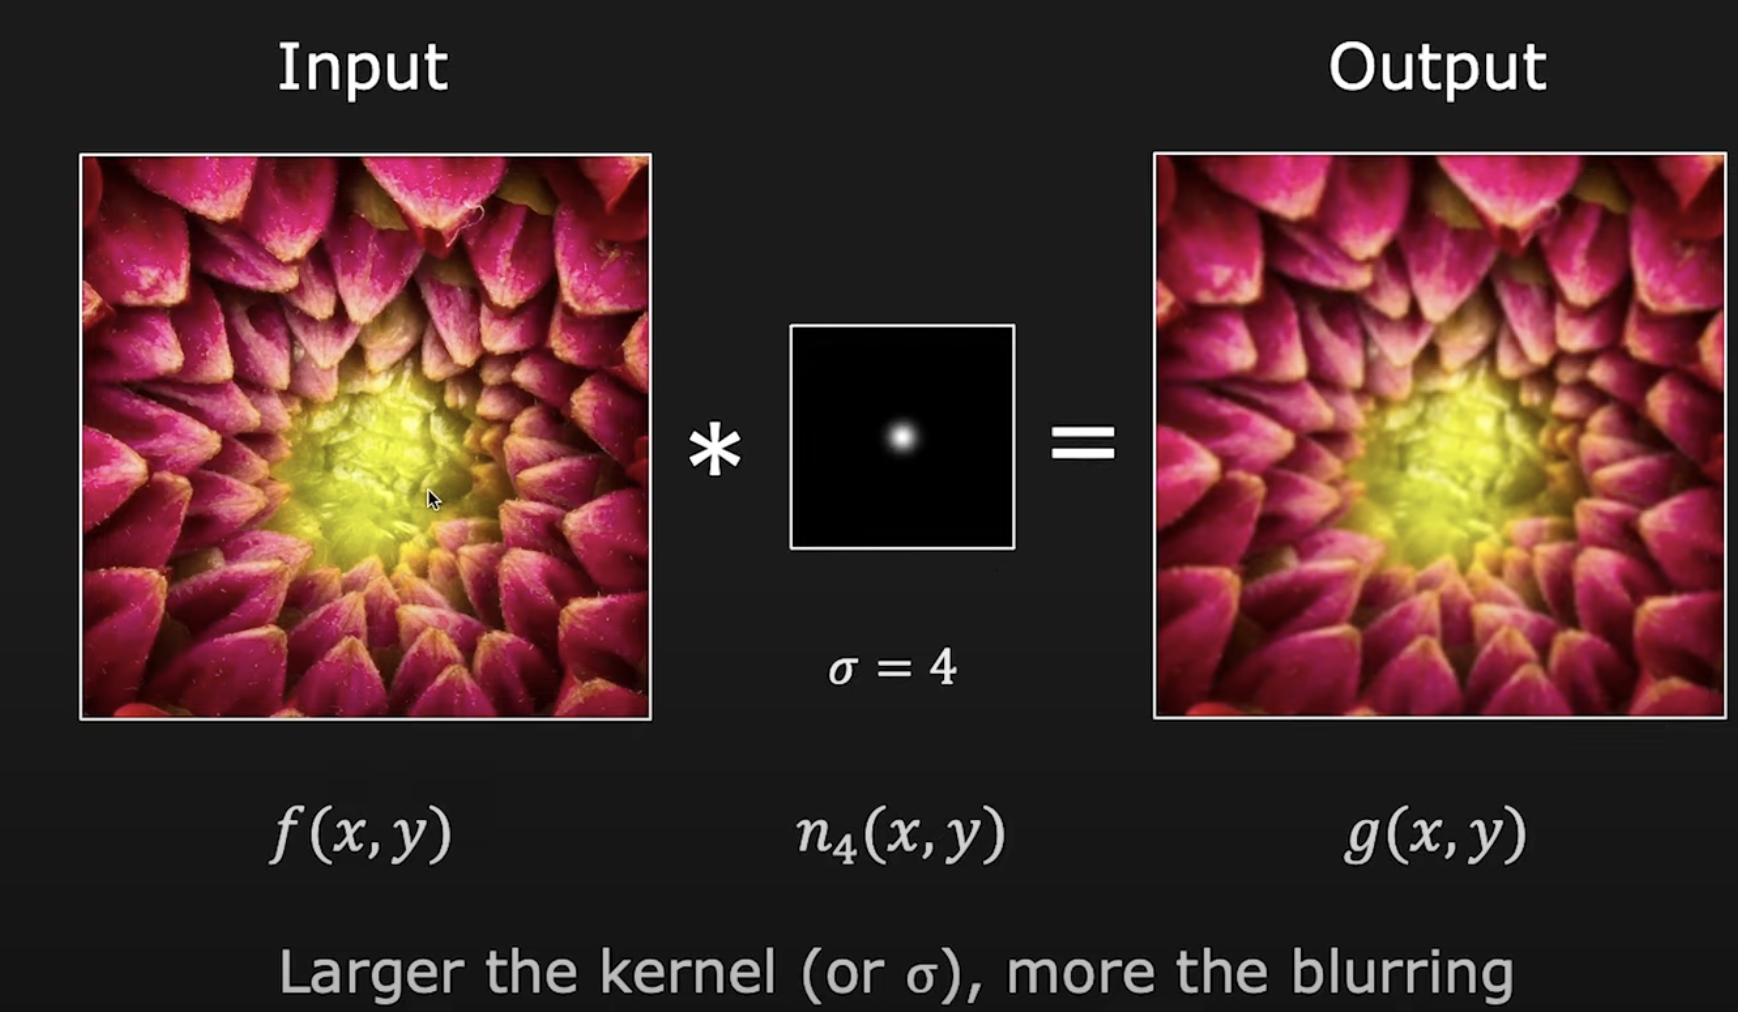 Input
Output
*
=
σ = 4
f(x, y)
n₄(x, y)
g(x, y)
Larger the kernel (or σ), more the blurring